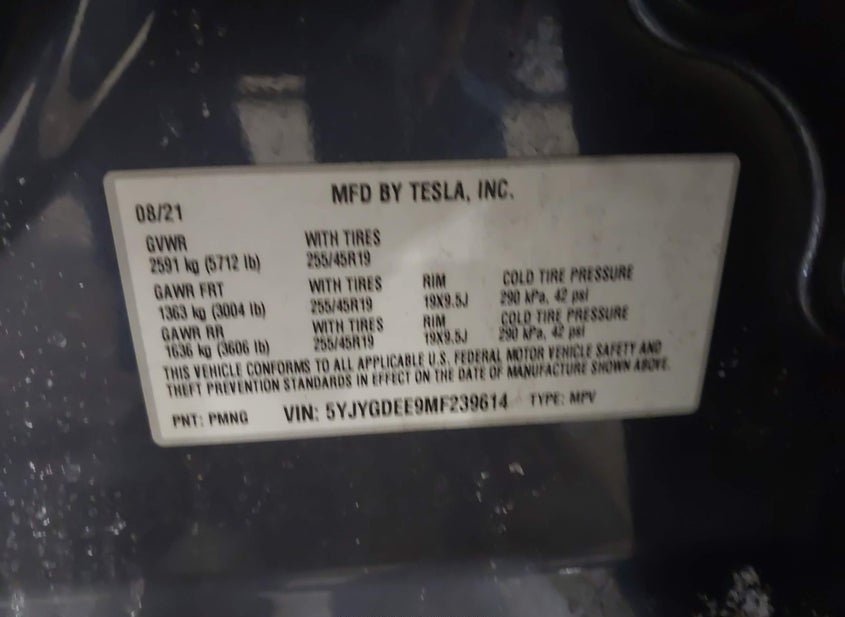 MFD BY TESLA, INC.
08/21
GVWR WITH TIRES
2591 kg (5712 lb) 255/45R19
GAWR FRT WITH TIRES RIM COLD TIRE PRESSURE
1363 kg (3004 lb) 255/45R19 19X9.5J 290 kPa, 42 psi
GAWR RR WITH TIRES RIM COLD TIRE PRESSURE
1636 kg (3606 lb) 255/45R19 19X9.5J 290 kPa, 42 psi
THIS VEHICLE CONFORMS TO ALL APPLICABLE U.S. FEDERAL MOTOR VEHICLE SAFETY AND
THEFT PREVENTION STANDARDS IN EFFECT ON THE DATE OF MANUFACTURE SHOWN ABOVE.
PNT: PMNG VIN: 5YJYGDEE9MF239614 TYPE: MPV